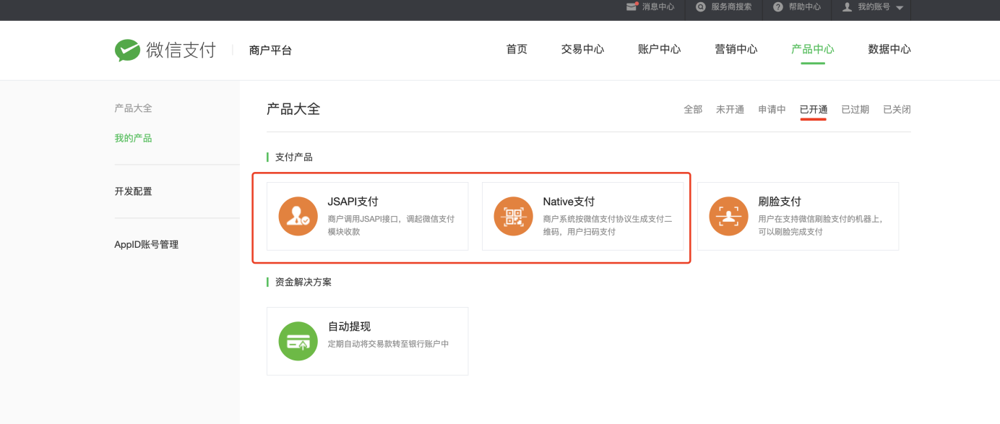 消息中心 服务商搜索 帮助中心 我的账号
微信支付 商户平台 首页 交易中心 账户中心 营销中心 产品中心 数据中心
产品大全
我的产品
开发配置
AppID账号管理
产品大全 全部 未开通 申请中 已开通 已过期 已关闭
支付产品
JSAPI支付
商户调用JSAPI接口，调起微信支付
模块收款
Native支付
商户系统按微信支付协议生成支付二
维码，用户扫码支付
刷脸支付
用户在支持微信刷脸支付的机器上，
可以刷脸完成支付
资金解决方案
自动提现
定期自动将交易款转至银行账户中